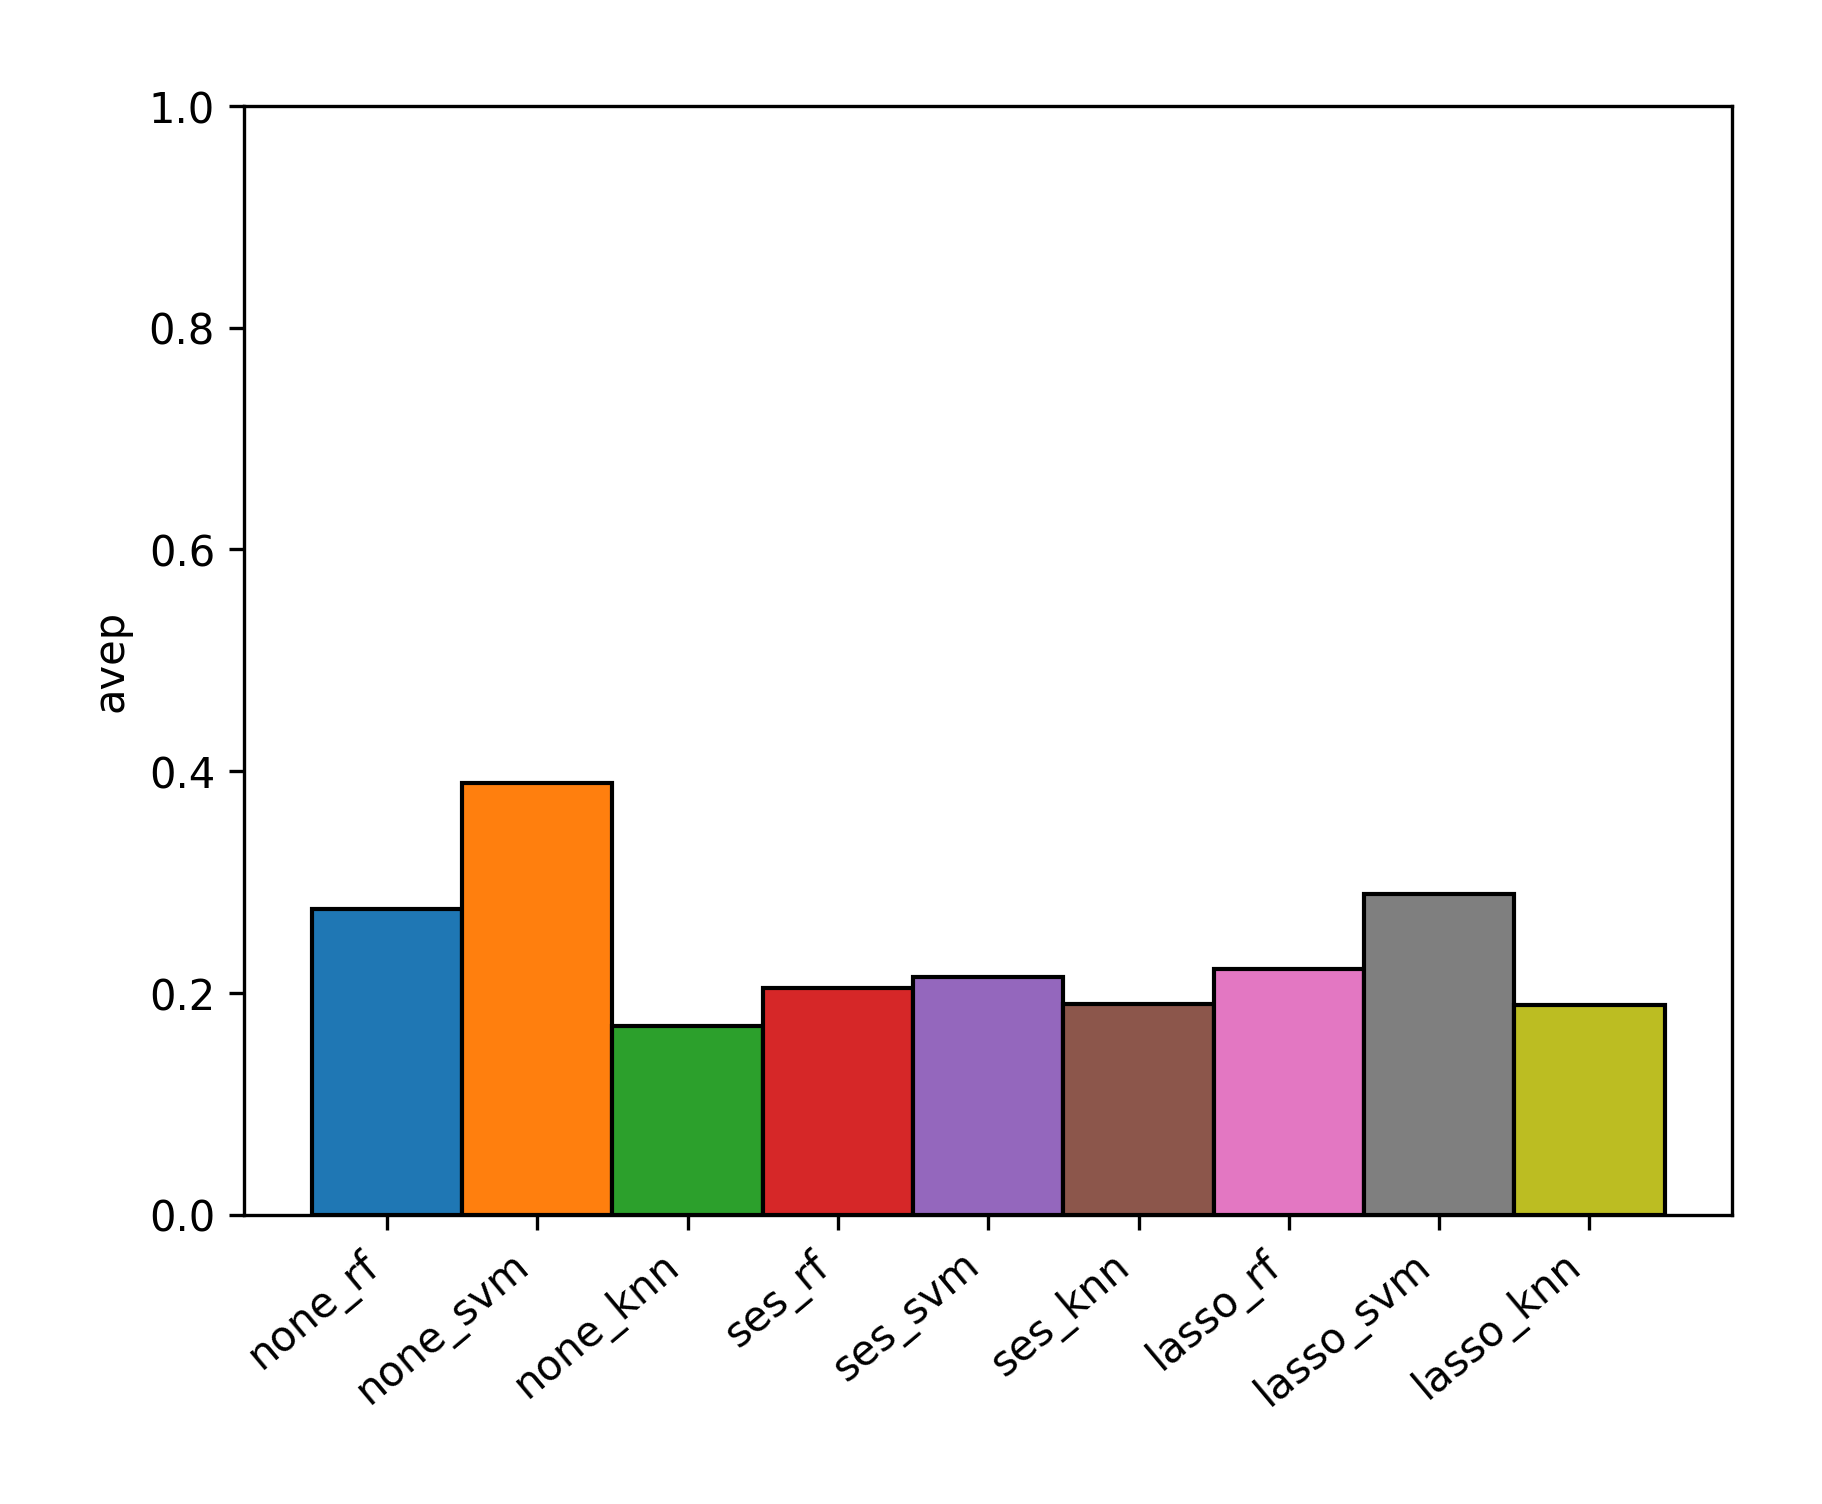 1.0
0.8
0.6
0.4
0.2
0.0
avep
none_rf
none_svm
none_knn
ses_rf
ses_svm
ses_knn
lasso_rf
lasso_svm
lasso_knn